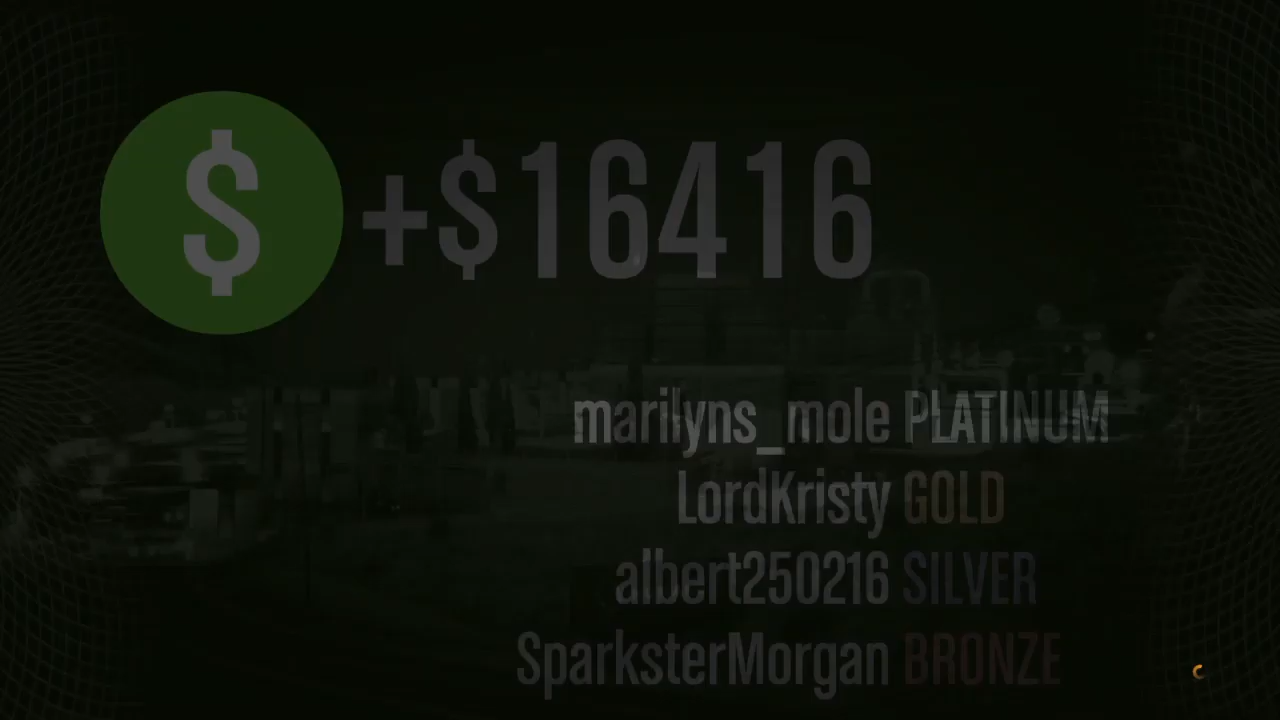 $ +$16416
marilyns_mole PLATINUM
LordKristy GOLD
albert250216 SILVER
SparksterMorgan BRONZE